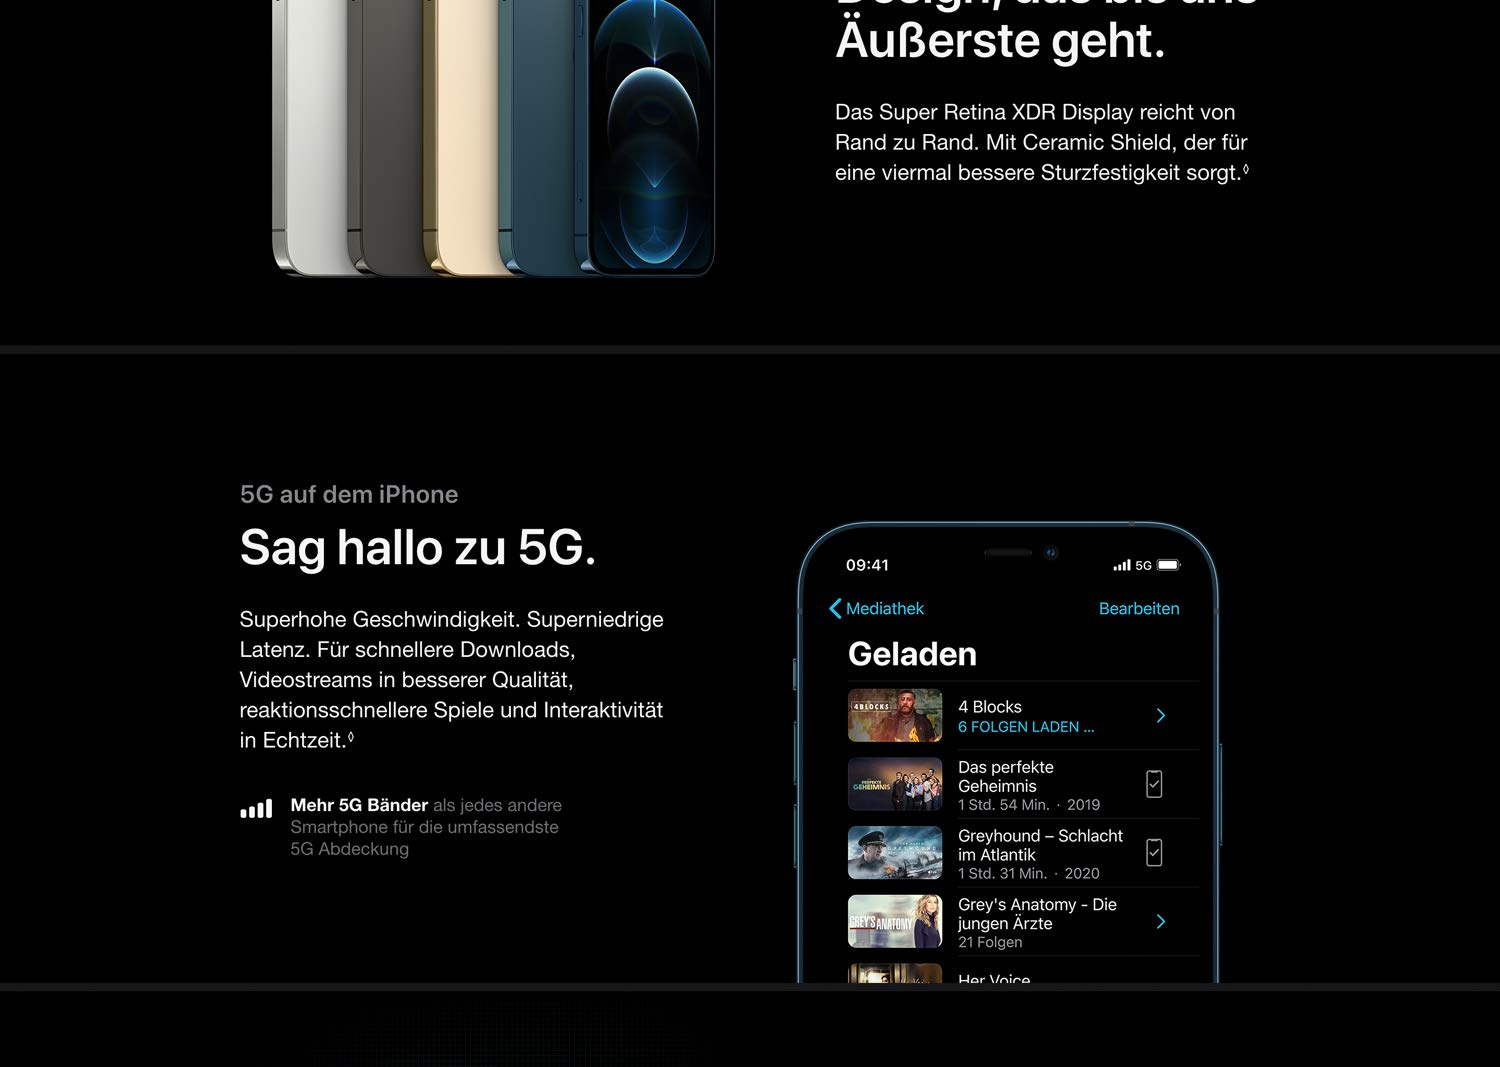 Design, das bis ans
Äußerste geht.
Das Super Retina XDR Display reicht von
Rand zu Rand. Mit Ceramic Shield, der für
eine viermal bessere Sturzfestigkeit sorgt.◊
5G auf dem iPhone
Sag hallo zu 5G.
Superhohe Geschwindigkeit. Superniedrige
Latenz. Für schnellere Downloads,
Videostreams in besserer Qualität,
reaktionsschnellere Spiele und Interaktivität
in Echtzeit.◊
Mehr 5G Bänder als jedes andere
Smartphone für die umfassendste
5G Abdeckung
09:41
5G
Mediathek
Bearbeiten
Geladen
4BLOCKS
4 Blocks
6 FOLGEN LADEN ...
PERFEKTE
GEHEIMNIS
Das perfekte
Geheimnis
1 Std. 54 Min. · 2019
GREYHOUND
Greyhound – Schlacht
im Atlantik
1 Std. 31 Min. · 2020
GREY'S ANATOMY
Grey's Anatomy - Die
jungen Ärzte
21 Folgen
Her Voice